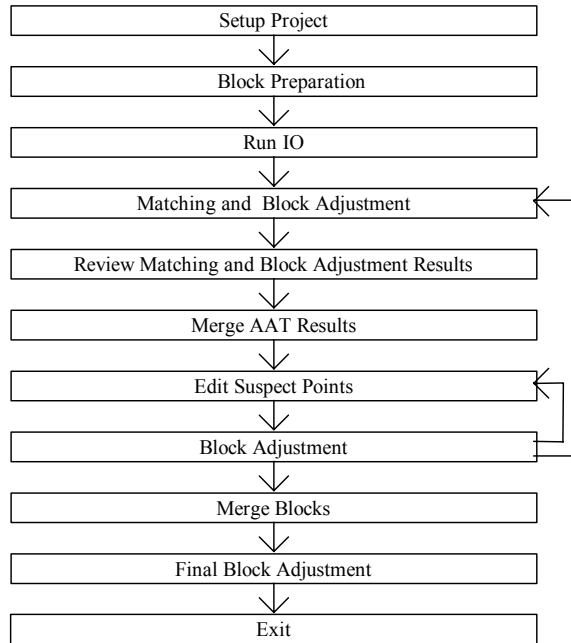 Setup Project
Block Preparation
Run IO
Matching and Block Adjustment
Review Matching and Block Adjustment Results
Merge AAT Results
Edit Suspect Points
Block Adjustment
Merge Blocks
Final Block Adjustment
Exit